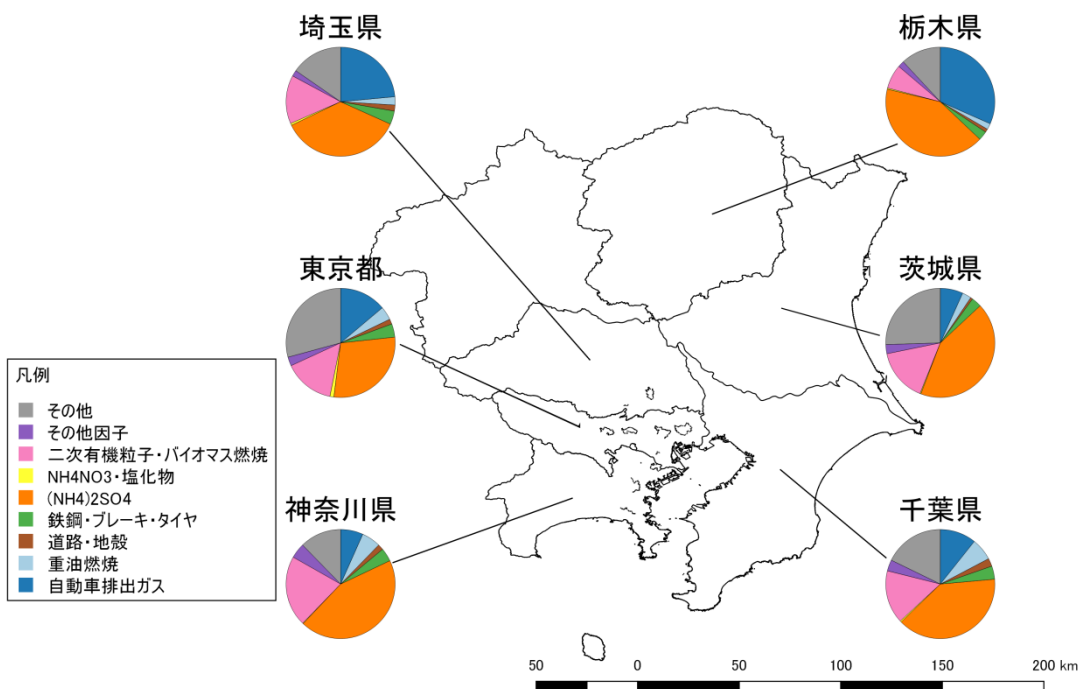 埼玉県
栃木県
東京都
茨城県
凡例
その他
その他因子
二次有機粒子・バイオマス燃焼
NH4NO3・塩化物
(NH4)2SO4
鉄鋼・ブレーキ・タイヤ
道路・地殻
重油燃焼
自動車排出ガス
神奈川県
千葉県
50 0 50 100 150 200 km